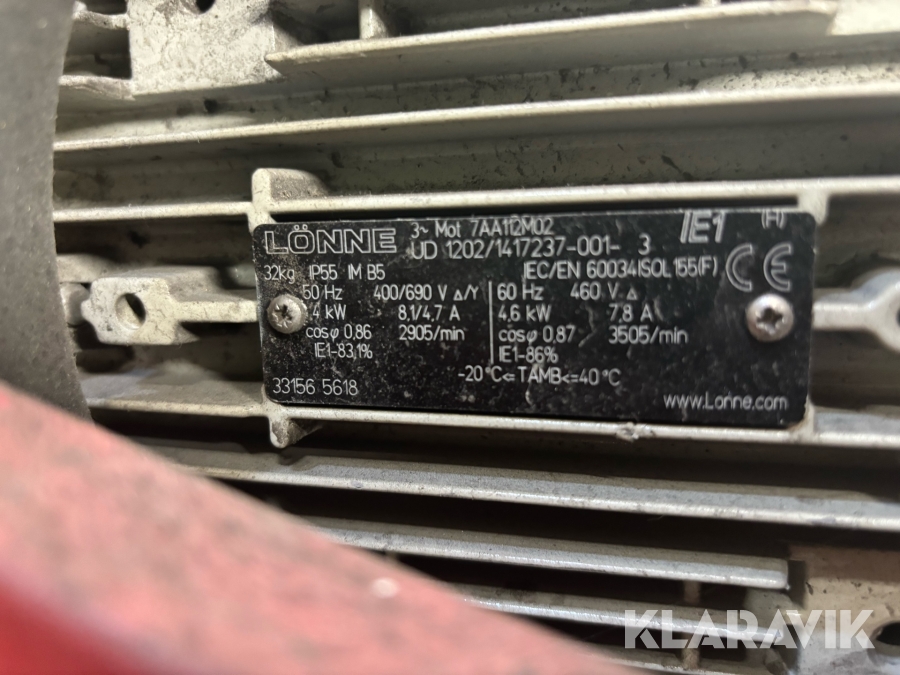 LÖNNE 3~ Mot 7AA112M02 IE1 (H)
UD 1202/1417237-001- 3
32kg IP55 IM B5 IEC/EN 60034 ISOL 155(F) CE
50 Hz 400/690 V Δ/Y 60 Hz 460 V Δ
4 kW 8,1/4,7 A 4,6 kW 7,8 A
cosφ 0,86 2905/min cosφ 0,87 3505/min
IE1-83,1% IE1-86%
-20°C<=TAMB<=40°C
33156 5618 www.Lonne.com
KLARAVIK